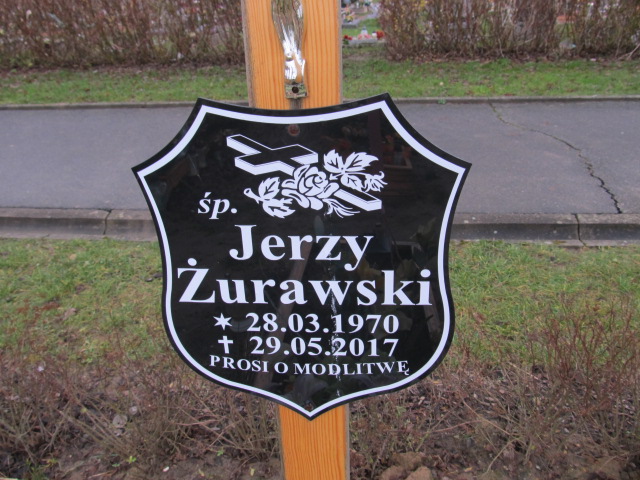 śp.
Jerzy
Żurawski
✶ 28.03.1970
✝ 29.05.2017
PROSI O MODLITWĘ